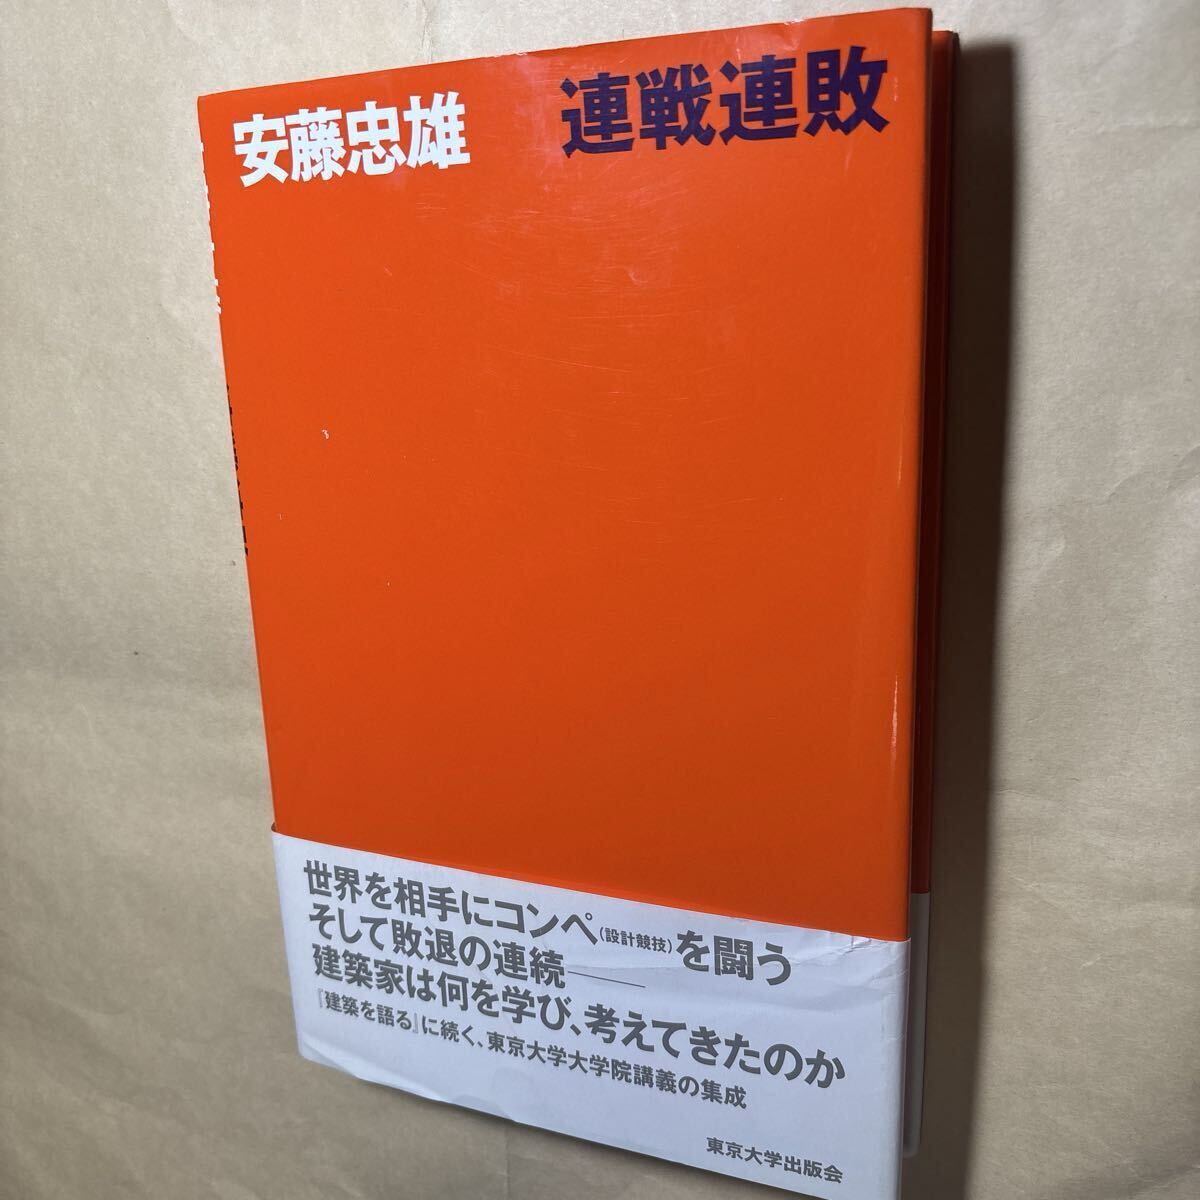 安藤忠雄 連戦連敗
世界を相手にコンペ(設計競技)を闘う
そして敗退の連続——
建築家は何を学び、考えてきたのか
『建築を語る』に続く、東京大学大学院講義の集成
東京大学出版会